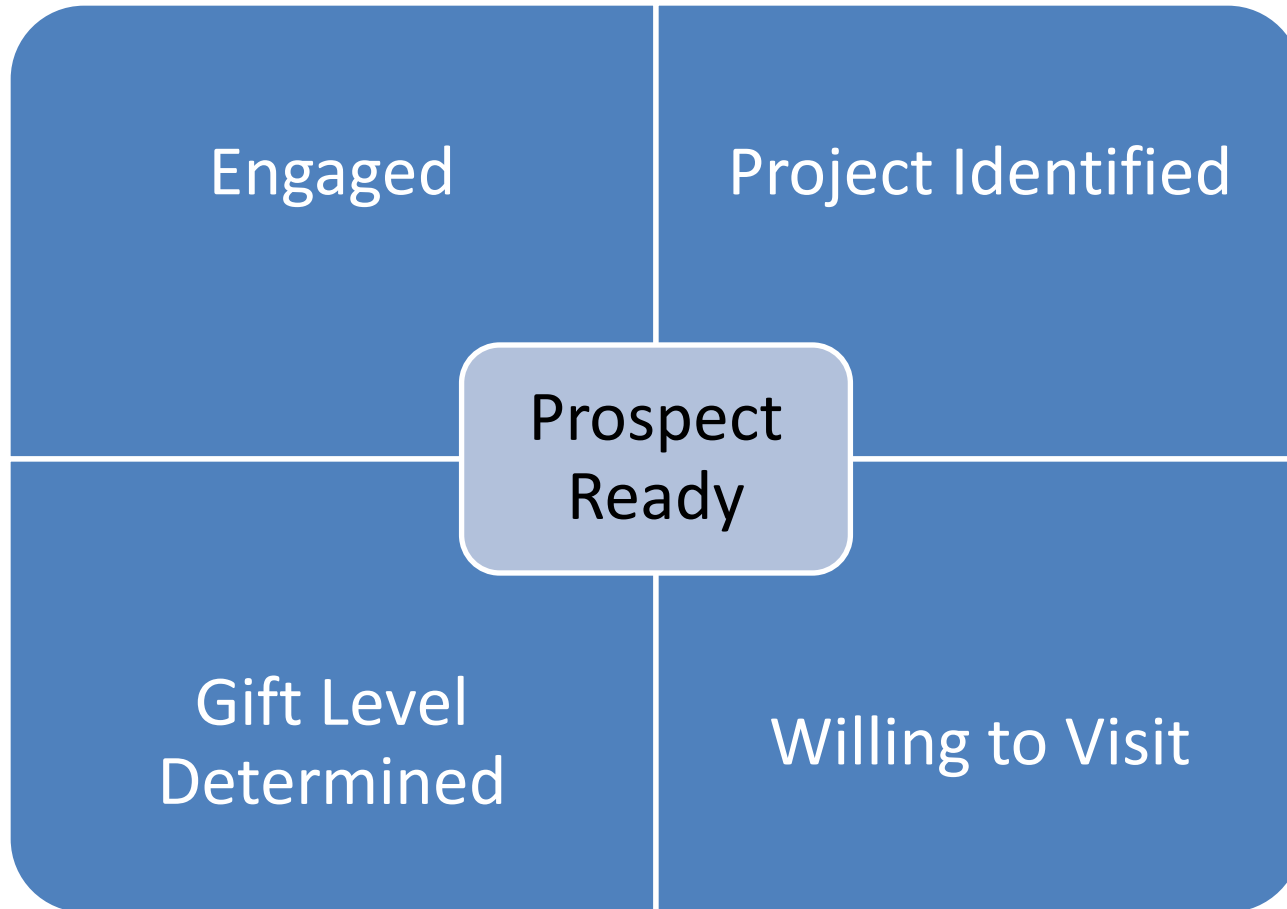 Engaged
Project Identified
Prospect
Ready
Gift Level
Determined
Willing to Visit